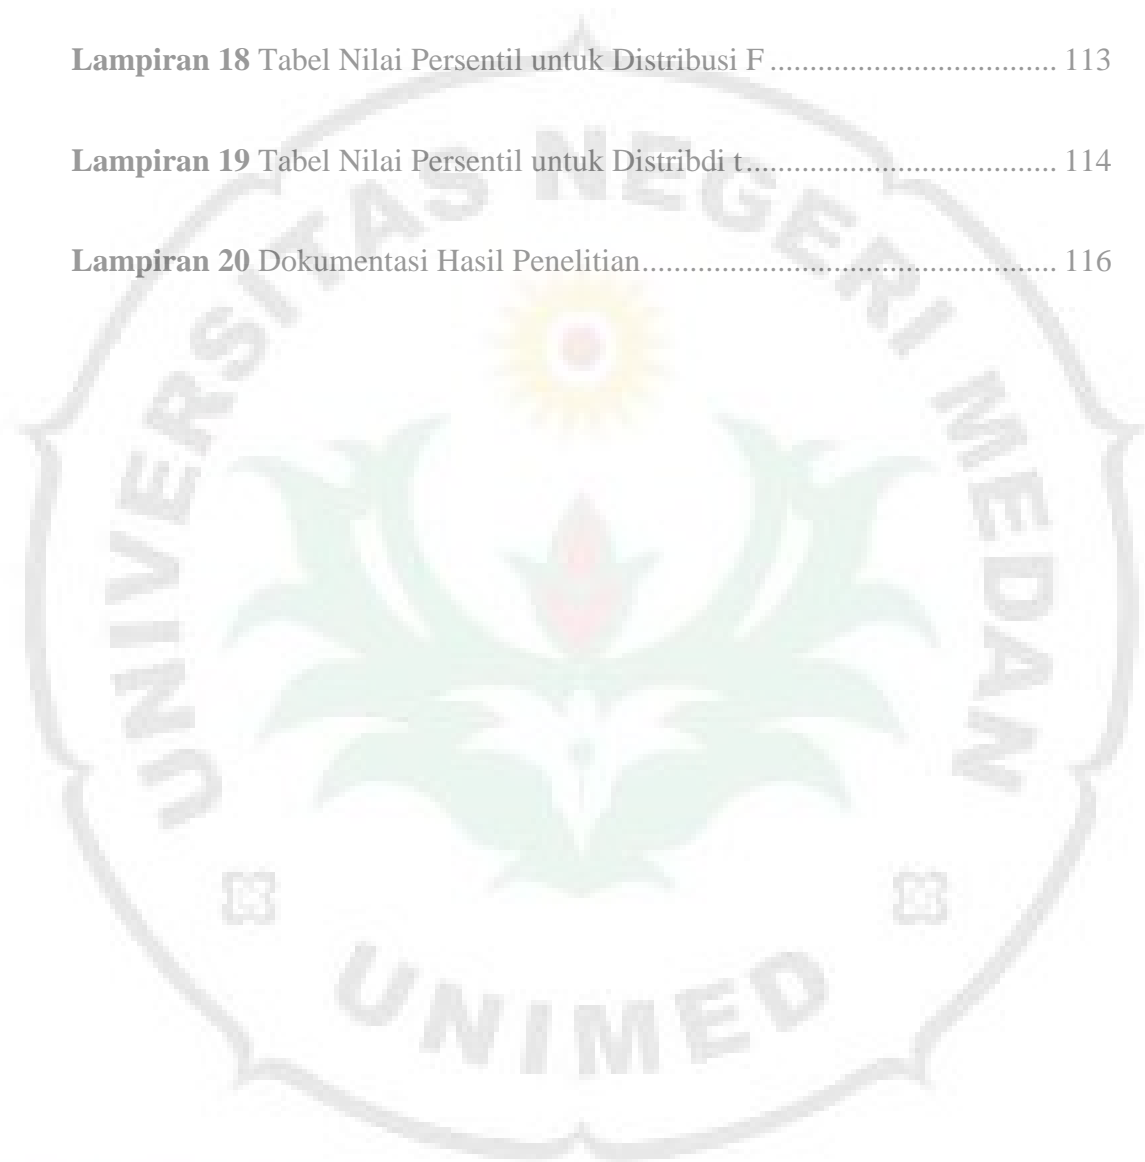 Lampiran 18 Tabel Nilai Persentil untuk Distribusi F .................................. 113
Lampiran 19 Tabel Nilai Persentil untuk Distribdi t..................................... 114
Lampiran 20 Dokumentasi Hasil Penelitian.................................................. 116
UNIVERSITAS NEGERI MEDAN
UNIMED